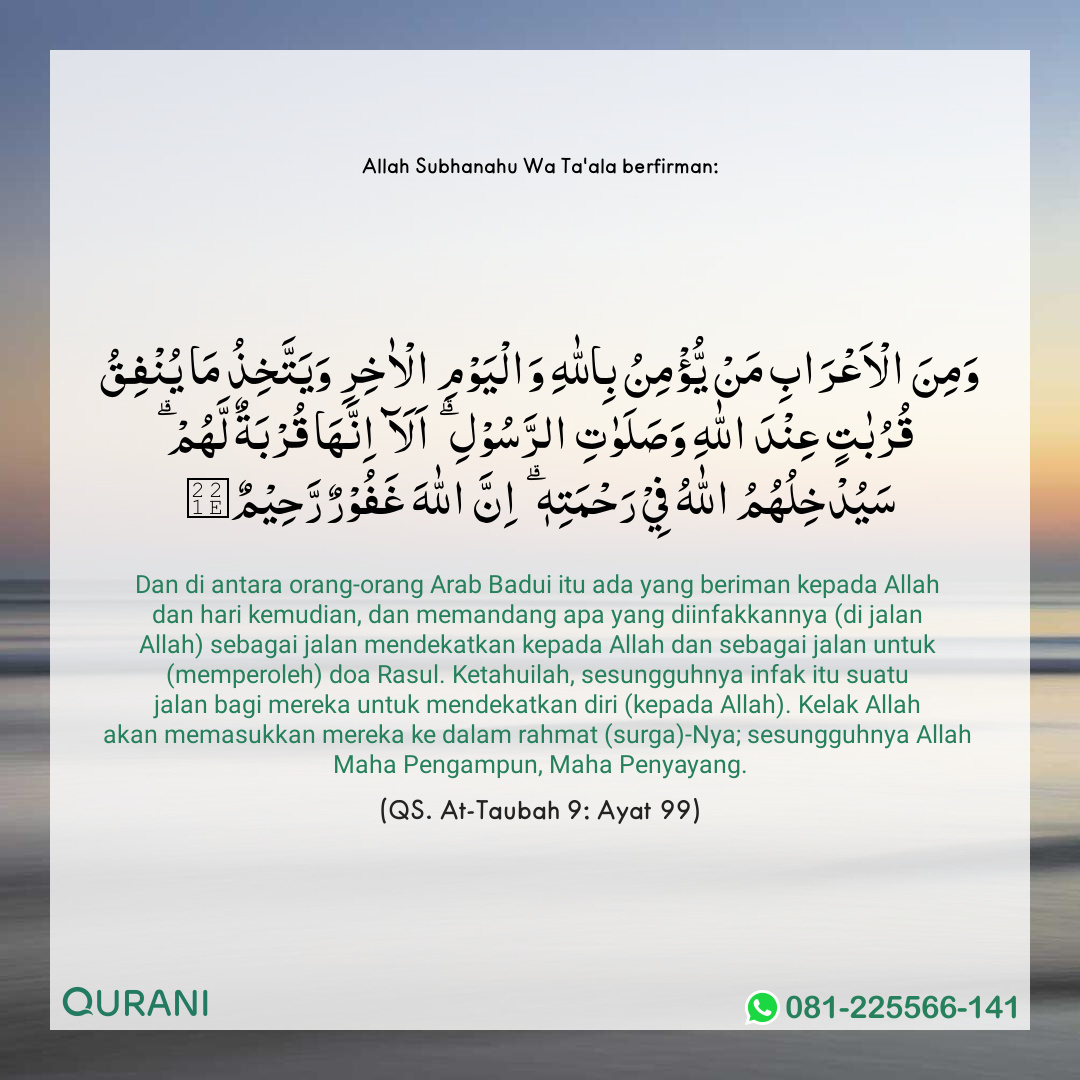 Allah Subhanahu Wa Ta'ala berfirman:
وَمِنَ الْاَعْرَابِ مَنْ يُّؤْمِنُ بِاللّٰهِ وَالْيَوْمِ الْاٰخِرِ وَيَتَّخِذُ مَا يُنْفِقُ
قُرُبٰتٍ عِنْدَ اللّٰهِ وَصَلَوٰتِ الرَّسُوْلِ ۗ اَلَآ اِنَّهَا قُرْبَةٌ لَّهُمْ ۗ
سَيُدْخِلُهُمُ اللّٰهُ فِيْ رَحْمَتِهٖ ۗ اِنَّ اللّٰهَ غَفُوْرٌ رَّحِيْمٌ ∞
Dan di antara orang-orang Arab Badui itu ada yang beriman kepada Allah
dan hari kemudian, dan memandang apa yang diinfakkannya (di jalan
Allah) sebagai jalan mendekatkan kepada Allah dan sebagai jalan untuk
(memperoleh) doa Rasul. Ketahuilah, sesungguhnya infak itu suatu
jalan bagi mereka untuk mendekatkan diri (kepada Allah). Kelak Allah
akan memasukkan mereka ke dalam rahmat (surga)-Nya; sesungguhnya Allah
Maha Pengampun, Maha Penyayang.
(QS. At-Taubah 9: Ayat 99)
QURANI
081-225566-141